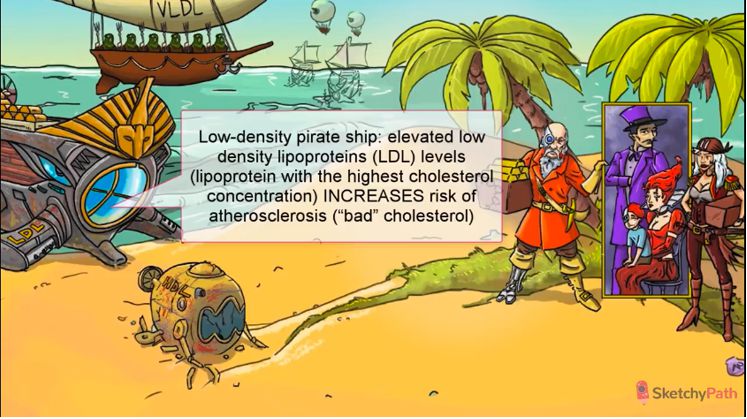 VLDL
Low-density pirate ship: elevated low
density lipoproteins (LDL) levels
(lipoprotein with the highest cholesterol
concentration) INCREASES risk of
atherosclerosis (“bad” cholesterol)
LDL
HDL
SketchyPath